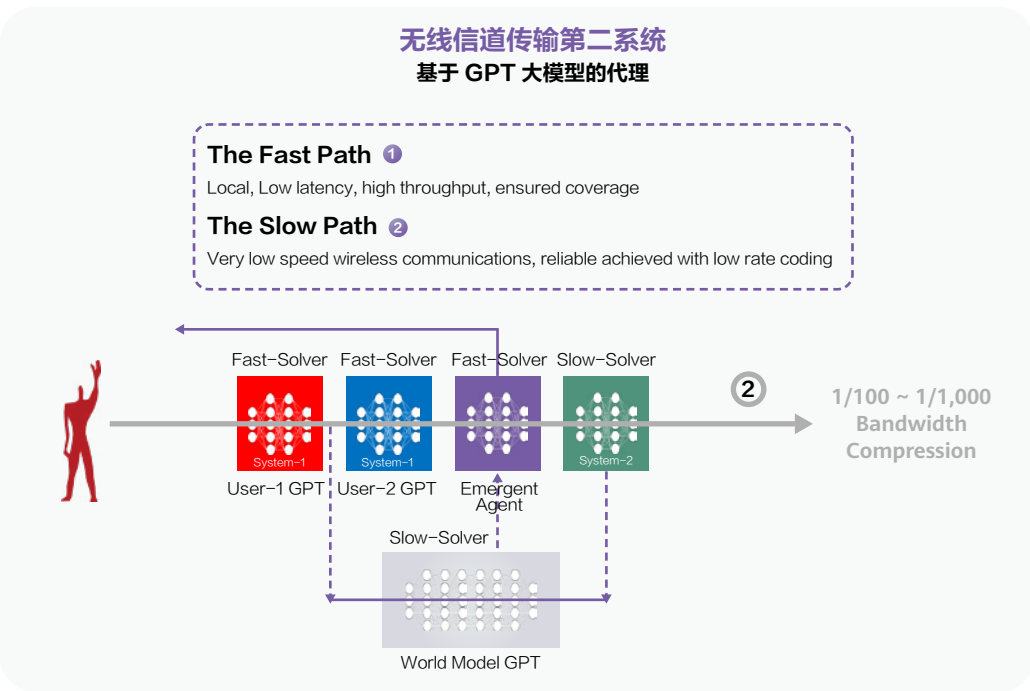 无线信道传输第二系统
基于 GPT 大模型的代理
The Fast Path 1
Local, Low latency, high throughput, ensured coverage
The Slow Path 2
Very low speed wireless communications, reliable achieved with low rate coding
Fast-Solver Fast-Solver Fast-Solver Slow-Solver
2
1/100 ~ 1/1,000
Bandwidth
Compression
System-1 System-1 System-2
User-1 GPT User-2 GPT Emergent
Agent
Slow-Solver
World Model GPT